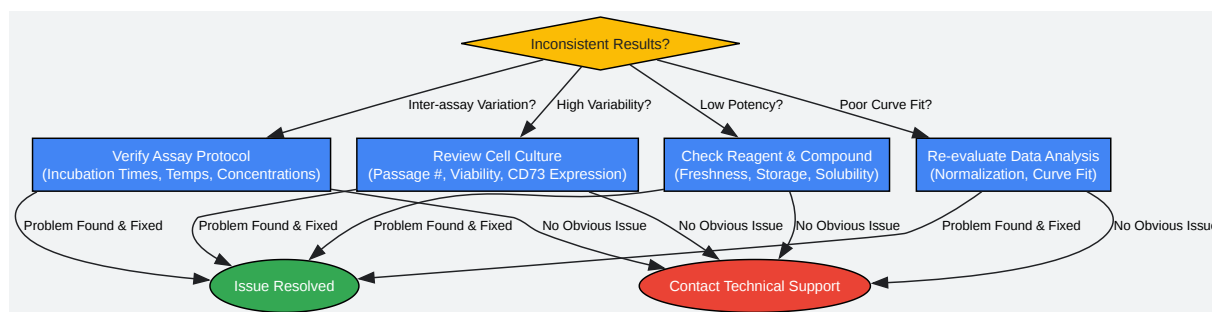 Inconsistent Results?
Inter-assay Variation?
High Variability?
Low Potency?
Poor Curve Fit?
Verify Assay Protocol
(Incubation Times, Temps, Concentrations)
Review Cell Culture
(Passage #, Viability, CD73 Expression)
Check Reagent & Compound
(Freshness, Storage, Solubility)
Re-evaluate Data Analysis
(Normalization, Curve Fit)
Problem Found & Fixed
Problem Found & Fixed
Problem Found & Fixed
No Obvious Issue
No Obvious Issue
No Obvious Issue
Problem Found & Fixed
No Obvious Issu
Issue Resolved
Contact Technical Support